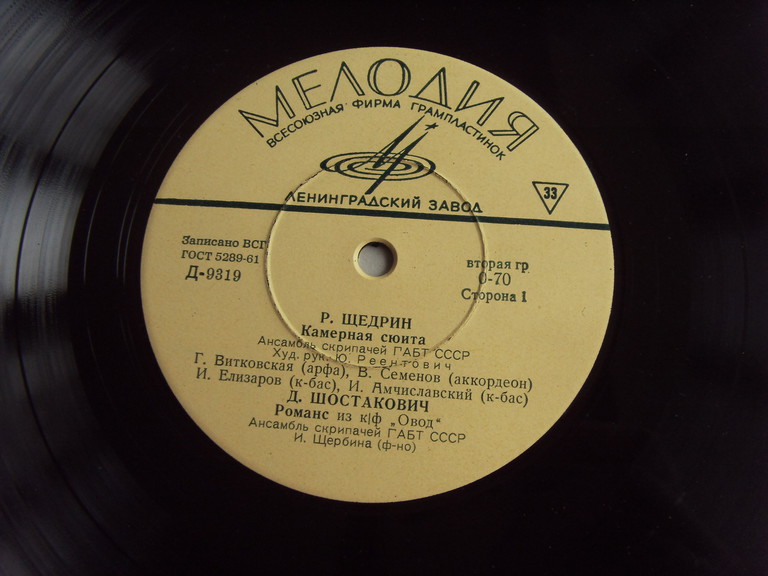 МЕЛОДИЯ
ВСЕСОЮЗНАЯ ФИРМА ГРАМПЛАСТИНОК
ЛЕНИНГРАДСКИЙ ЗАВОД
33
Записано ВСГ
ГОСТ 5289-61
Д-9319
вторая гр
0-70
Сторона 1
Р. ЩЕДРИН
Камерная сюита
Ансамбль скрипачей ГАБТ СССР
Худ. рук. Ю. Реентович
Г. Витковская (арфа), В. Семенов (аккордеон)
И. Елизаров (к-бас), И. Амчиславский (к-бас)
Д. ШОСТАКОВИЧ
Романс из к|ф „Овод“
Ансамбль скрипачей ГАБТ СССР
И. Щербина (ф-но)